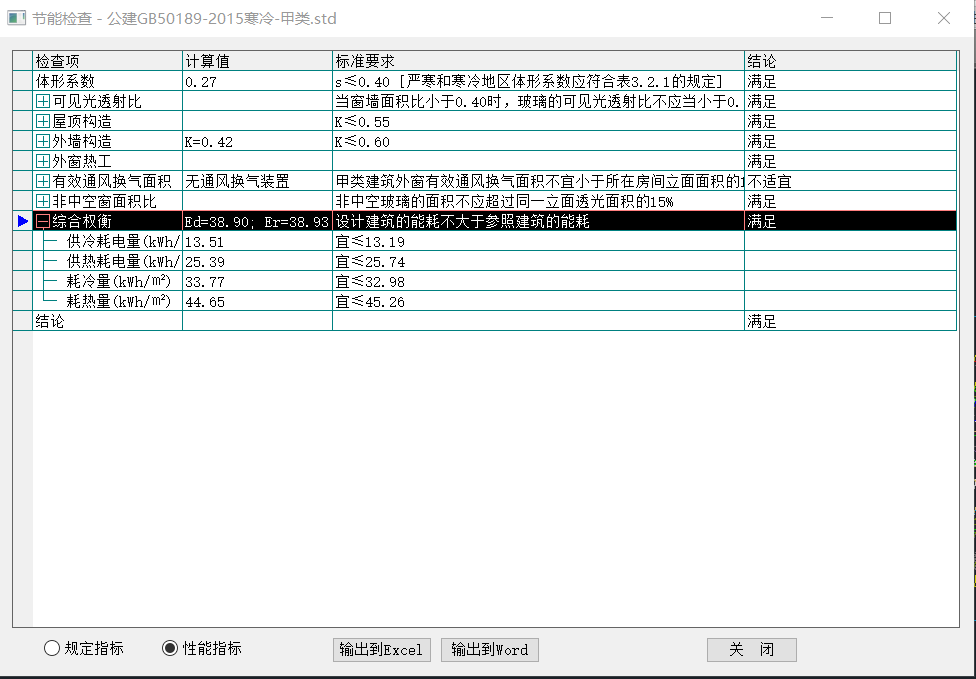 节能检查 - 公建GB50189-2015寒冷-甲类.std
检查项 计算值 标准要求 结论
体形系数 0.27 s≤0.40 [严寒和寒冷地区体形系数应符合表3.2.1的规定] 满足
可见光透射比 当窗墙面积比小于0.40时，玻璃的可见光透射比不应当小于0. 满足
屋顶构造 K≤0.55 满足
外墙构造 K=0.42 K≤0.60 满足
外窗热工 满足
有效通风换气面积 无通风换气装置 甲类建筑外窗有效通风换气面积不宜小于所在房间立面面积的1 不适宜
非中空窗面积比 非中空玻璃的面积不应超过同一立面透光面积的15% 满足
综合权衡 Ed=38.90; Er=38.93 设计建筑的能耗不大于参照建筑的能耗 满足
供冷耗电量(kWh/ 13.51 宜≤13.19
供热耗电量(kWh/ 25.39 宜≤25.74
耗冷量(kWh/㎡) 33.77 宜≤32.98
耗热量(kWh/㎡) 44.65 宜≤45.26
结论 满足
规定指标 性能指标 输出到Excel 输出到Word 关 闭